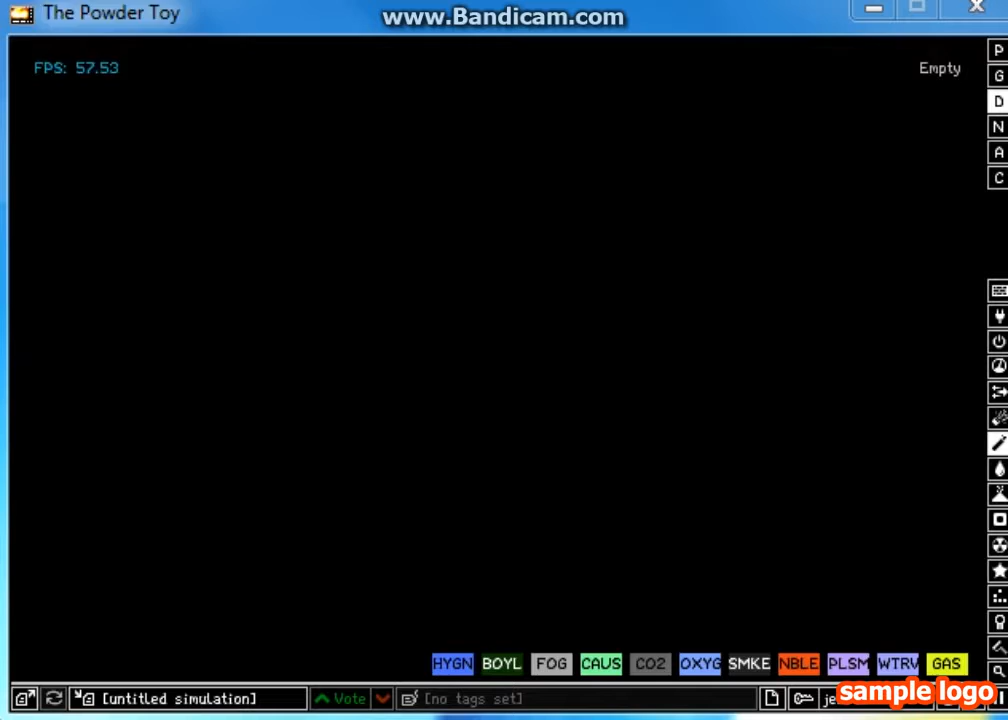 The Powder Toy
www.Bandicam.com
FPS: 57.53
Empty
P
G
D
N
A
C
HYGN BOYL FOG CAUS CO2 OXYG SMKE NBLE PLSM WTRV GAS
[untitled simulation] Vote [no tags set] je
sample logo